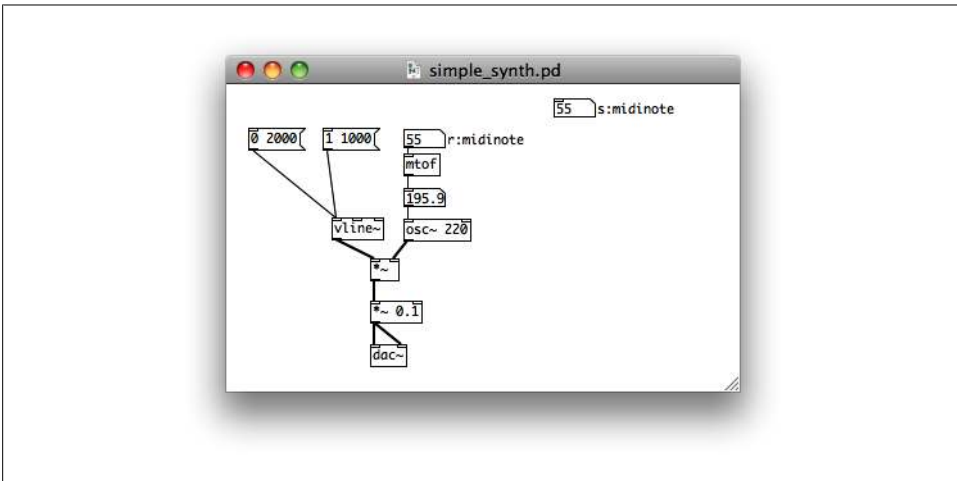 simple_synth.pd
55 s:midinote
0 2000 1 1000 55 r:midinote
mtof
195.9
vline~ osc~ 220
*~
*~ 0.1
dac~